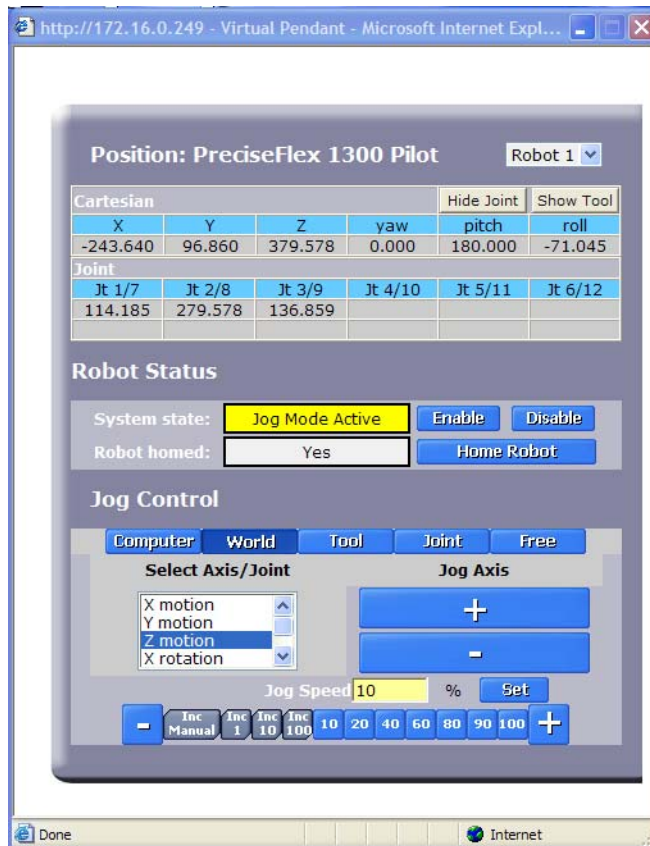 http://172.16.0.249 - Virtual Pendant - Microsoft Internet Expl...
Position: PreciseFlex 1300 Pilot Robot 1
Cartesian Hide Joint Show Tool
X Y Z yaw pitch roll
-243.640 96.860 379.578 0.000 180.000 -71.045
Joint
Jt 1/7 Jt 2/8 Jt 3/9 Jt 4/10 Jt 5/11 Jt 6/12
114.185 279.578 136.859
Robot Status
System state: Jog Mode Active Enable Disable
Robot homed: Yes Home Robot
Jog Control
Computer World Tool Joint Free
Select Axis/Joint Jog Axis
X motion
Y motion
Z motion
X rotation
+
-
Jog Speed 10 % Set
- Inc Manual Inc 1 Inc 10 Inc 100 10 20 40 60 80 90 100 +
Done Internet